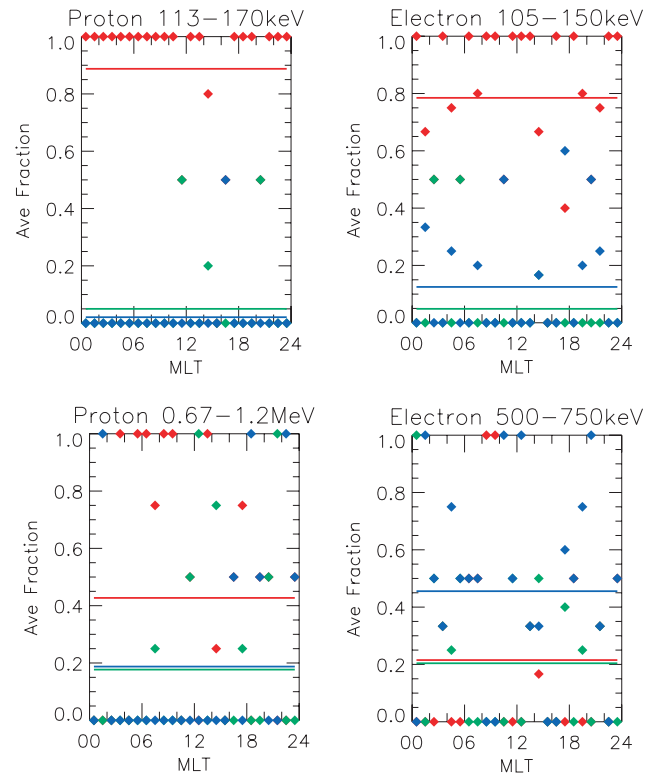 Proton 113−170keV
Electron 105−150keV
1.0
0.8
0.6
0.4
0.2
0.0
Ave Fraction
00 06 12 18 24
MLT
1.0
0.8
0.6
0.4
0.2
0.0
Ave Fraction
00 06 12 18 24
MLT
Proton 0.67−1.2MeV
Electron 500−750keV
1.0
0.8
0.6
0.4
0.2
0.0
Ave Fraction
00 06 12 18 24
MLT
1.0
0.8
0.6
0.4
0.2
0.0
Ave Fraction
00 06 12 18 24
MLT